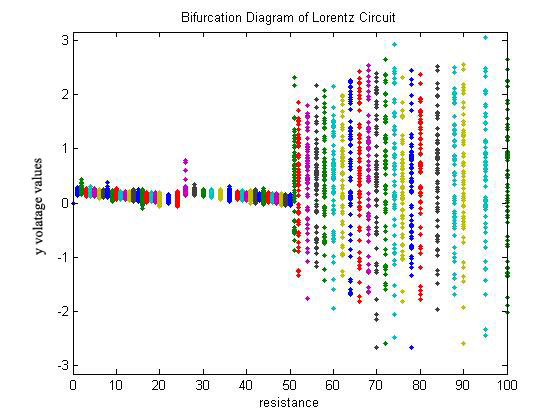 Bifurcation Diagram of Lorentz Circuit
3
2
1
0
-1
-2
-3
y volatage values
0 10 20 30 40 50 60 70 80 90 100
resistance